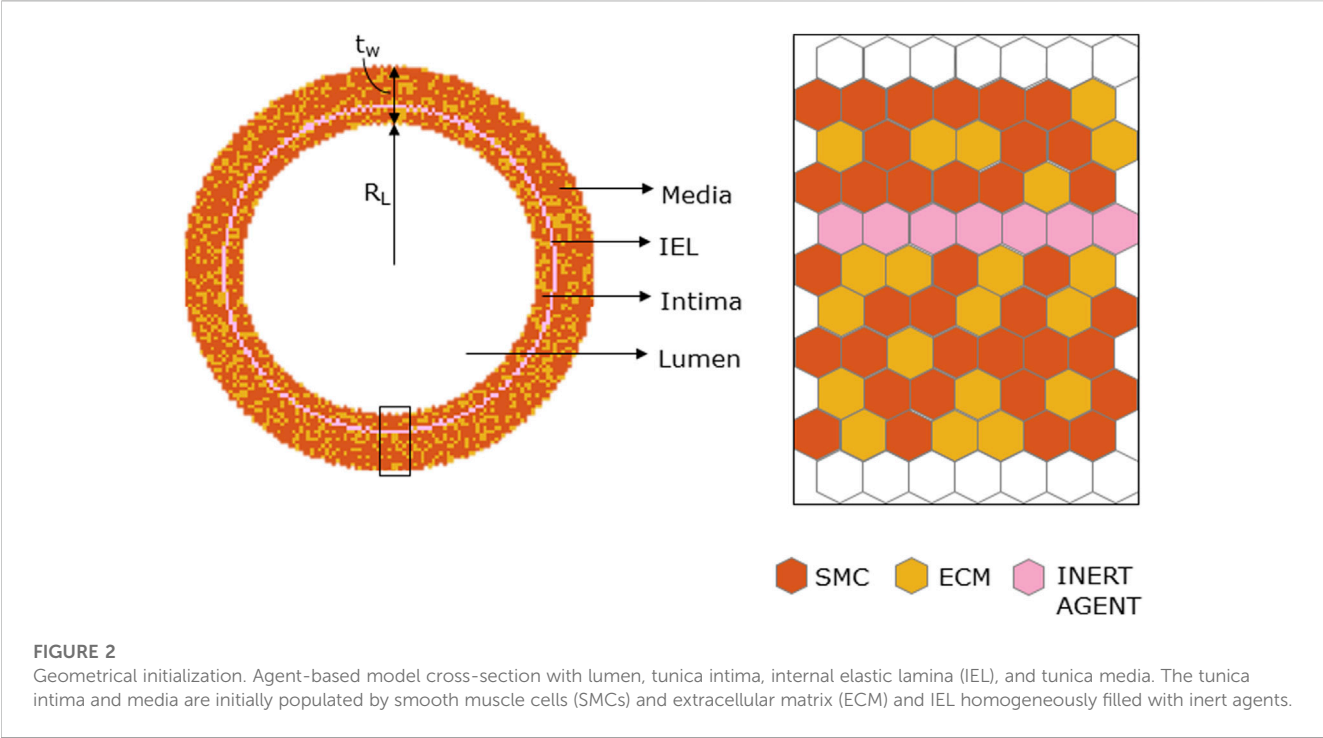 t_w
R_L
Media
IEL
Intima
Lumen
SMC
ECM
INERT
AGENT
FIGURE 2
Geometrical initialization. Agent-based model cross-section with lumen, tunica intima, internal elastic lamina (IEL), and tunica media. The tunica
intima and media are initially populated by smooth muscle cells (SMCs) and extracellular matrix (ECM) and IEL homogeneously filled with inert agents.